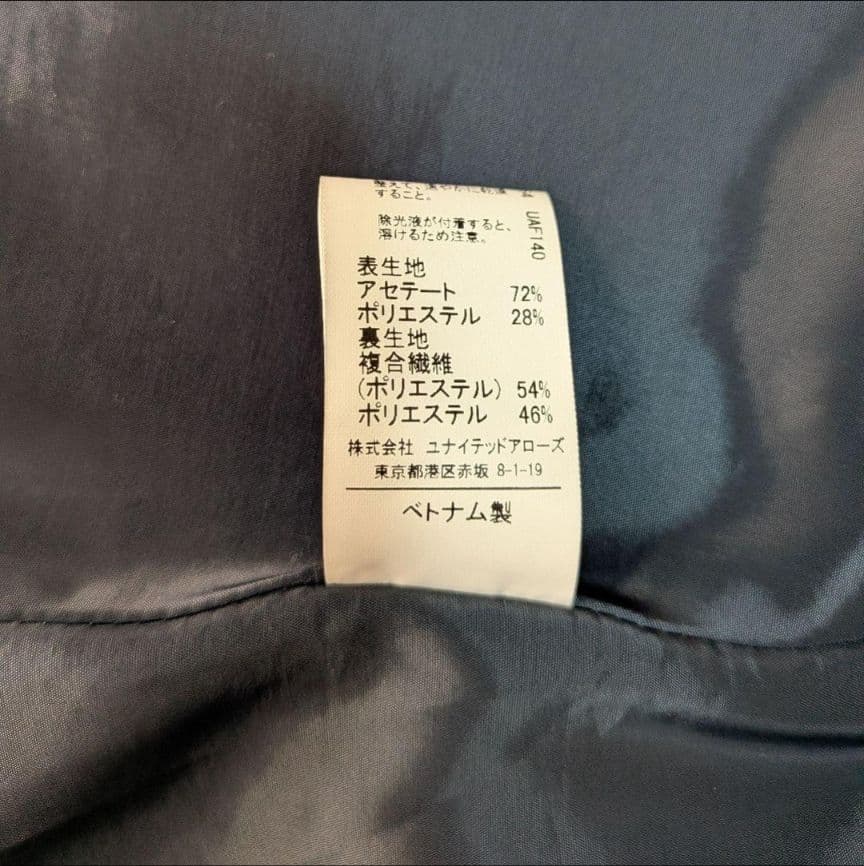 すること。
除光液が付着すると、
溶けるため注意。
UAF140
表生地
アセテート 72%
ポリエステル 28%
裏生地
複合繊維
(ポリエステル) 54%
ポリエステル 46%
株式会社 ユナイテッドアローズ
東京都港区赤坂 8-1-19
ベトナム製